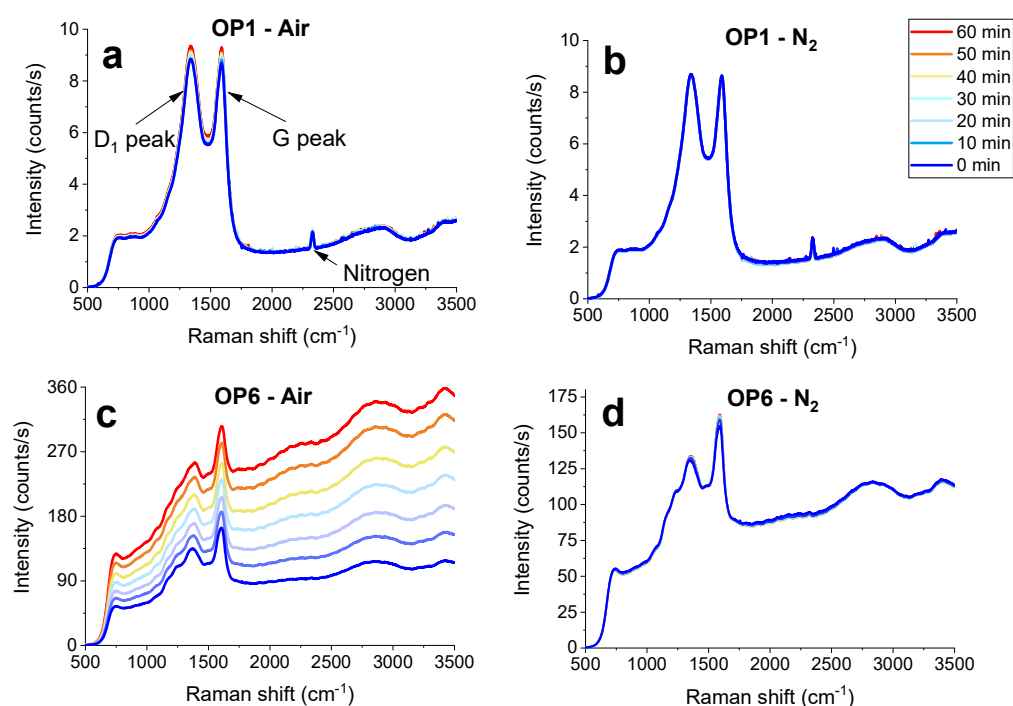 a
OP1 - Air
10
8
6
4
2
0
D₁ peak
G peak
Nitrogen
500 1000 1500 2000 2500 3000 3500
Raman shift (cm⁻¹)
Intensity (counts/s)
b
OP1 - N₂
10
8
6
4
2
0
500 1000 1500 2000 2500 3000 3500
Raman shift (cm⁻¹)
Intensity (counts/s)
60 min
50 min
40 min
30 min
20 min
10 min
0 min
c
OP6 - Air
360
270
180
90
0
500 1000 1500 2000 2500 3000 3500
Raman shift (cm⁻¹)
Intensity (counts/s)
d
OP6 - N₂
175
150
125
100
75
50
25
0
500 1000 1500 2000 2500 3000 3500
Raman shift (cm⁻¹)
Intensity (counts/s)